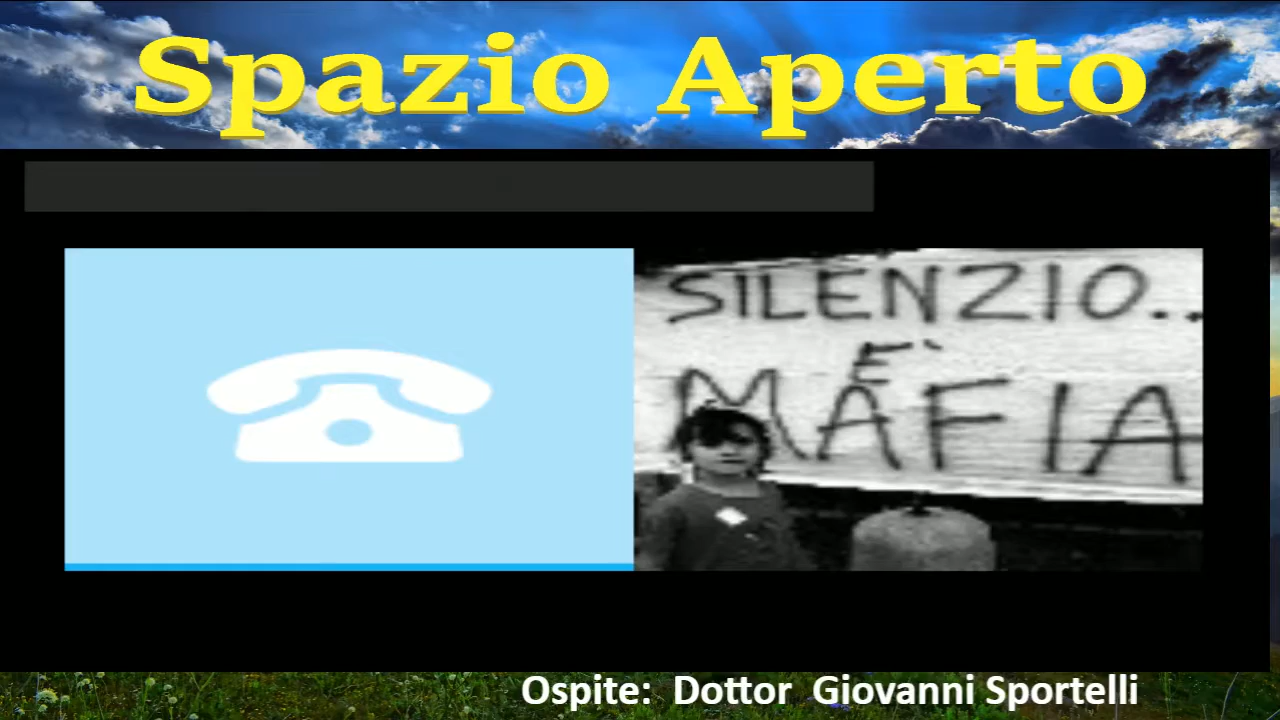 Spazio Aperto
SILENZIO..
E'
MAFIA
Ospite: Dottor Giovanni Sportelli